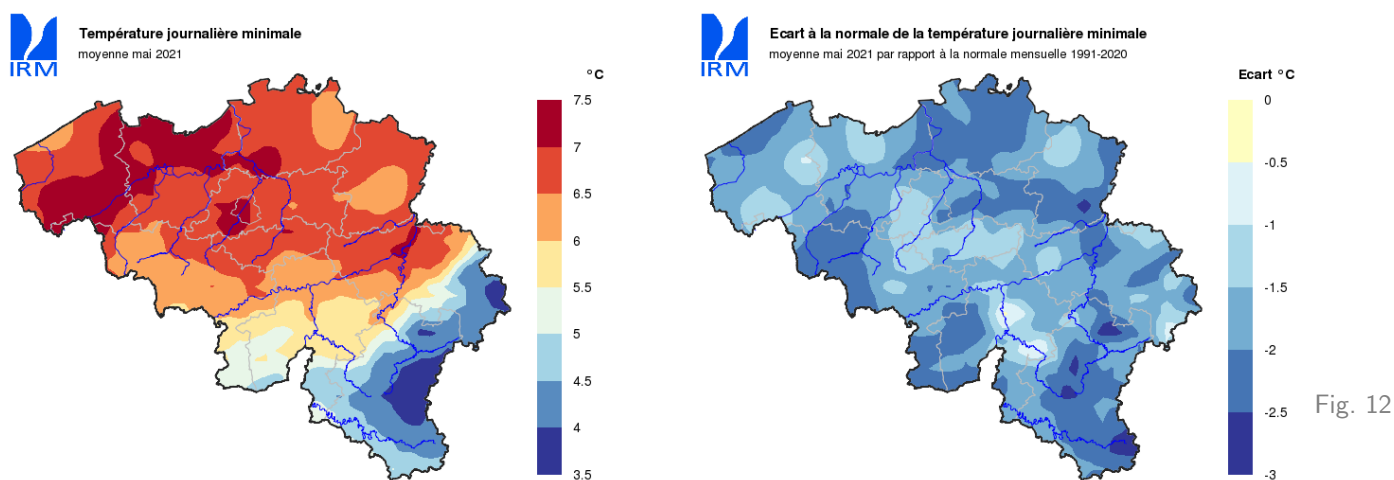 IRM
Température journalière minimale
moyenne mai 2021
°C
7.5
7
6.5
6
5.5
5
4.5
4
3.5
IRM
Ecart à la normale de la température journalière minimale
moyenne mai 2021 par rapport à la normale mensuelle 1991-2020
Ecart °C
0
-0.5
-1
-1.5
-2
-2.5
-3
Fig. 12